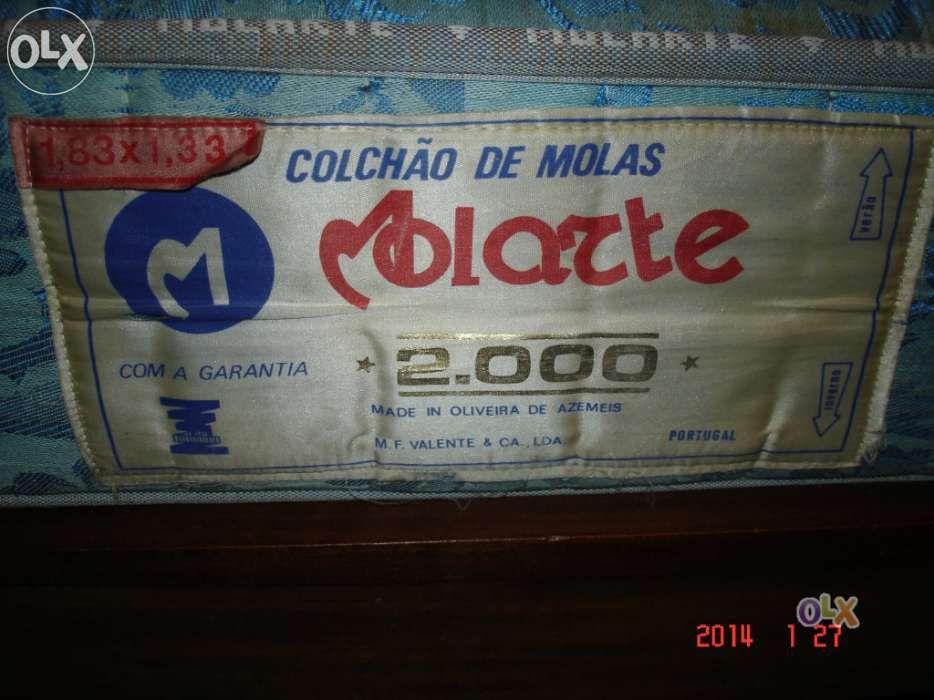 OLX
MOLARTE
1,83x1,33
COLCHÃO DE MOLAS
Molarte
verão
M
COM A GARANTIA
2.000
inverno
MADE IN OLIVEIRA DE AZEMEIS
M.F. VALENTE & CA., LDA.
PORTUGAL
OLX
2014 1 27